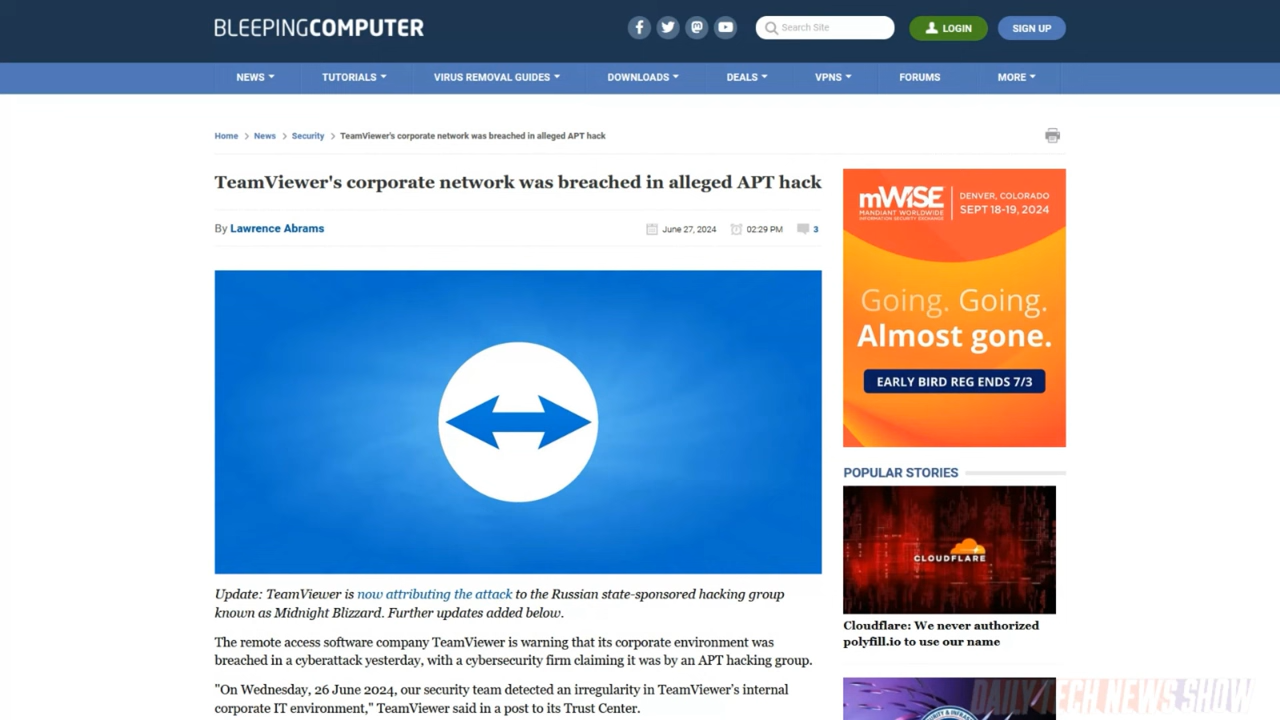 BLEEPINGCOMPUTER
Search Site
LOGIN
SIGN UP
NEWS
TUTORIALS
VIRUS REMOVAL GUIDES
DOWNLOADS
DEALS
VPNS
FORUMS
MORE
Home > News > Security > TeamViewer's corporate network was breached in alleged APT hack
TeamViewer's corporate network was breached in alleged APT hack
By Lawrence Abrams
June 27, 2024
02:29 PM
3
Update: TeamViewer is now attributing the attack to the Russian state-sponsored hacking group
known as Midnight Blizzard. Further updates added below.
The remote access software company TeamViewer is warning that its corporate environment was
breached in a cyberattack yesterday, with a cybersecurity firm claiming it was by an APT hacking group.
"On Wednesday, 26 June 2024, our security team detected an irregularity in TeamViewer's internal
corporate IT environment," TeamViewer said in a post to its Trust Center.
mWISE
MANDIANT WORLDWIDE
INFORMATION SECURITY EXCHANGE
DENVER, COLORADO
SEPT 18-19, 2024
Going. Going.
Almost gone.
EARLY BIRD REG ENDS 7/3
POPULAR STORIES
CLOUDFLARE
Cloudflare: We never authorized
polyfill.io to use our name
DAILY TECH NEWS SHOW